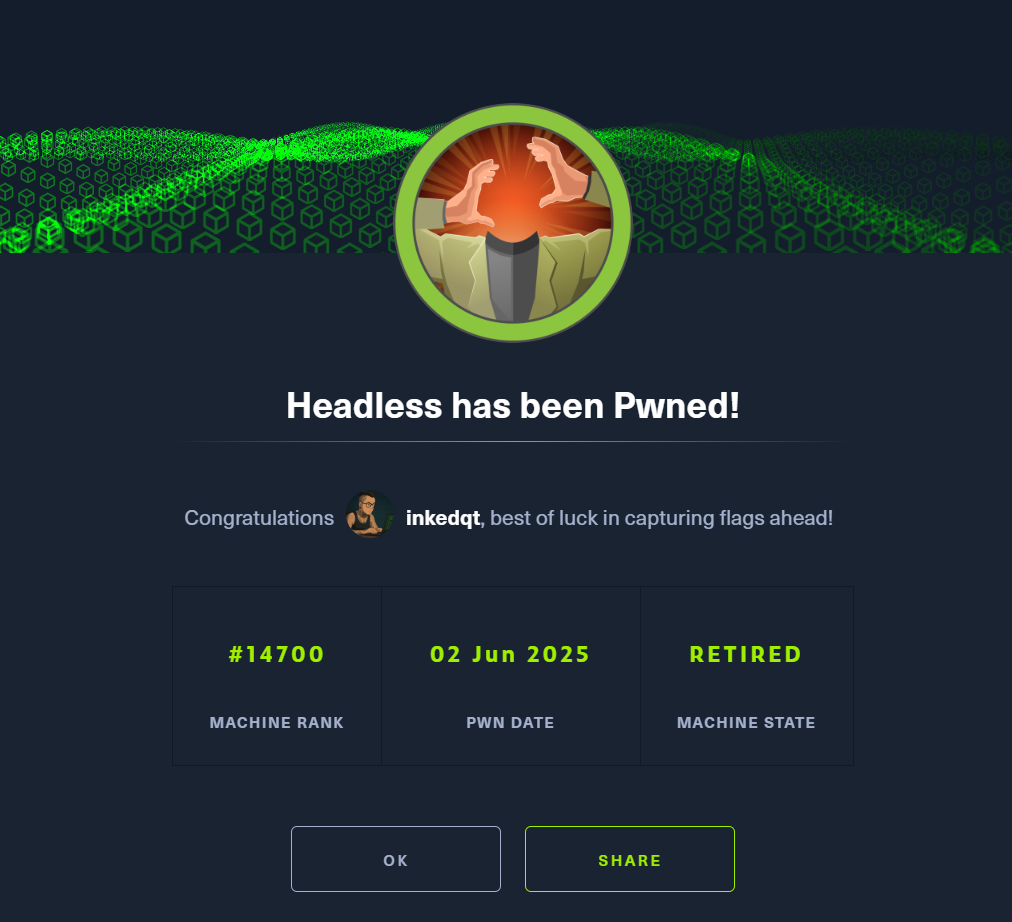 Headless has been Pwned!
Congratulations inkedqt, best of luck in capturing flags ahead!
#14700
MACHINE RANK
02 Jun 2025
PWN DATE
RETIRED
MACHINE STATE
OK
SHARE